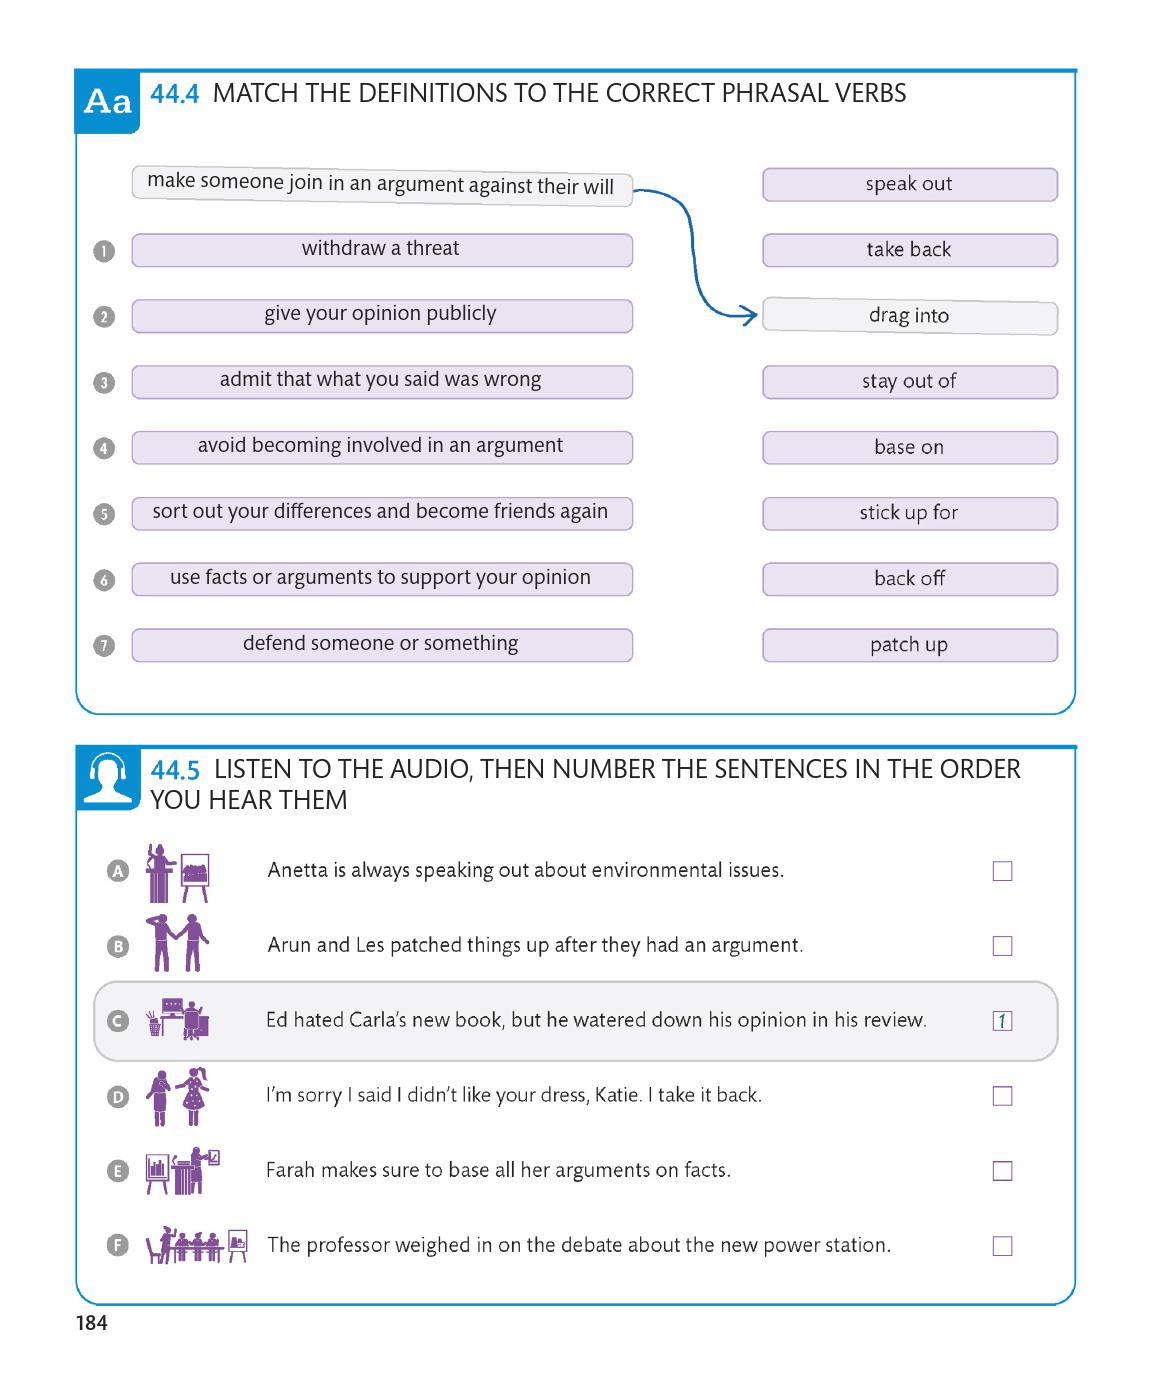 Aa 44.4 MATCH THE DEFINITIONS TO THE CORRECT PHRASAL VERBS
make someone join in an argument against their will
speak out
1 withdraw a threat
take back
2 give your opinion publicly
drag into
3 admit that what you said was wrong
stay out of
4 avoid becoming involved in an argument
base on
5 sort out your differences and become friends again
stick up for
6 use facts or arguments to support your opinion
back off
7 defend someone or something
patch up
44.5 LISTEN TO THE AUDIO, THEN NUMBER THE SENTENCES IN THE ORDER
YOU HEAR THEM
A Anetta is always speaking out about environmental issues.
B Arun and Les patched things up after they had an argument.
C Ed hated Carla's new book, but he watered down his opinion in his review. 1
D I'm sorry I said I didn't like your dress, Katie. I take it back.
E Farah makes sure to base all her arguments on facts.
F The professor weighed in on the debate about the new power station.
184